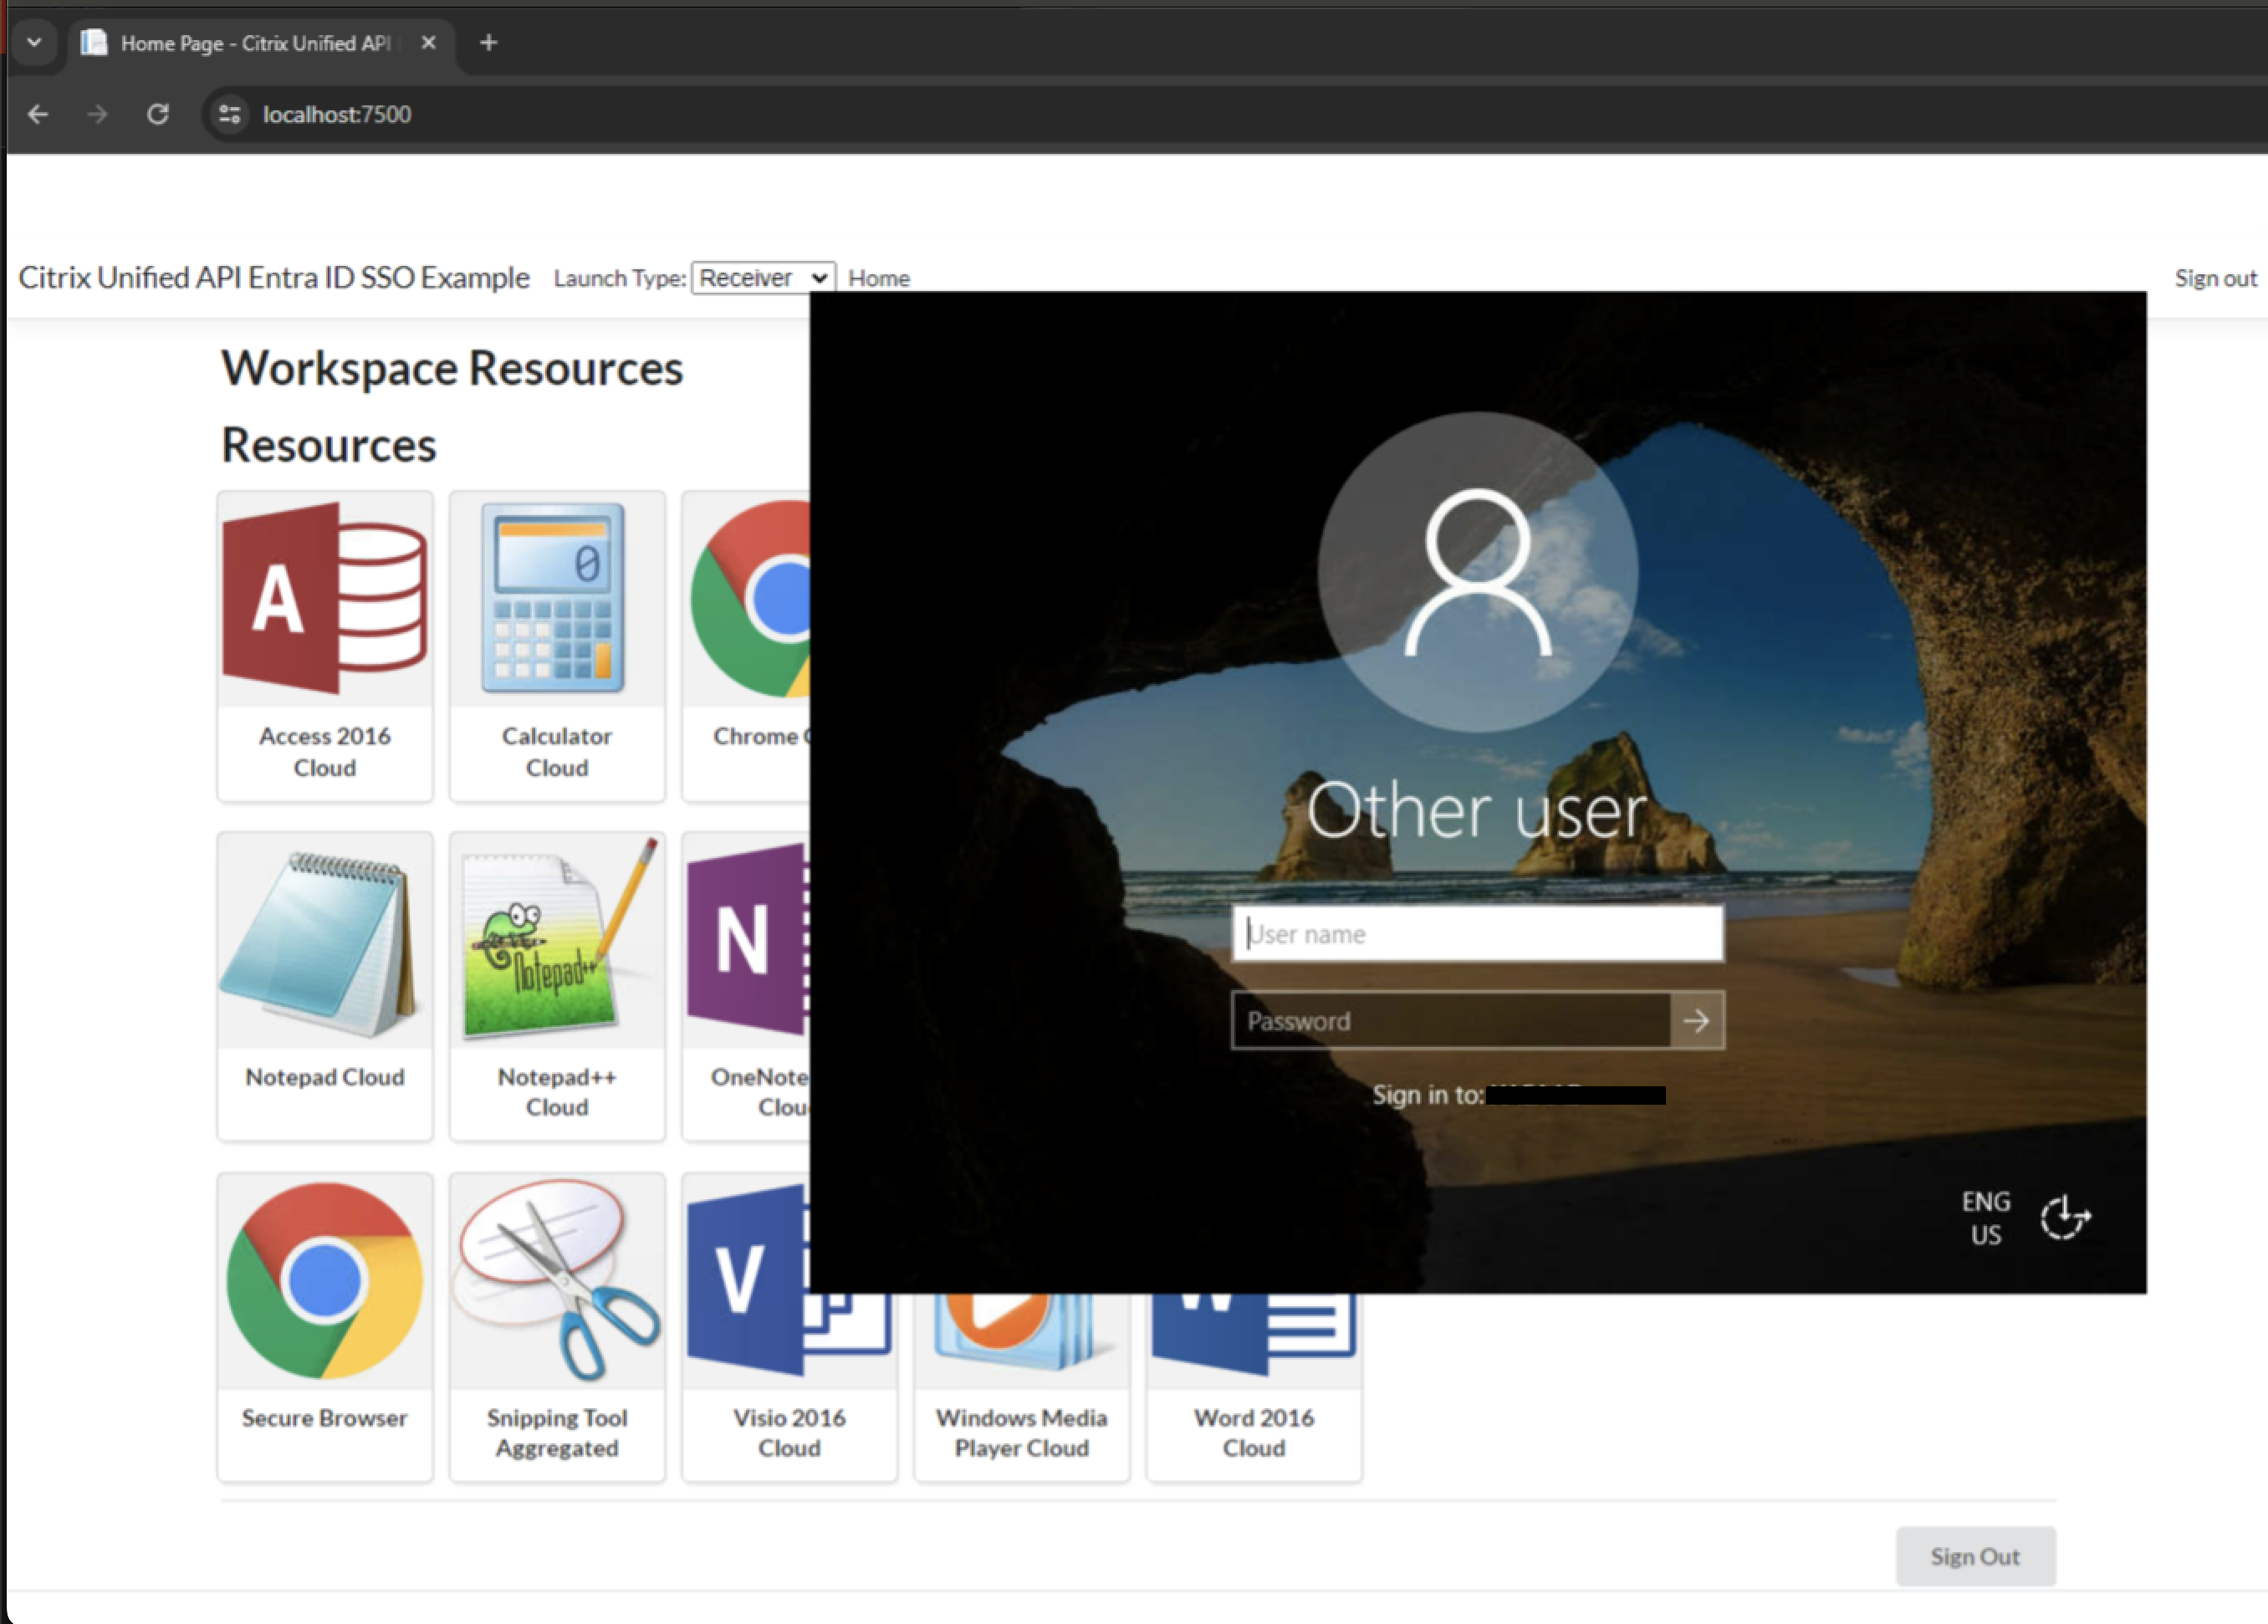 Home Page - Citrix Unified API
localhost:7500
Citrix Unified API Entra ID SSO Example
Launch Type:
Receiver
Home
Sign out
Workspace Resources
Resources
A
0
Access 2016
Cloud
Calculator
Cloud
Chrome
Notepad++
N
Notepad Cloud
Notepad++
Cloud
OneNote
Clou
V
W
Secure Browser
Snipping Tool
Aggregated
Visio 2016
Cloud
Windows Media
Player Cloud
Word 2016
Cloud
Other user
User name
Password
Sign in to:
ENG
US
Sign Out